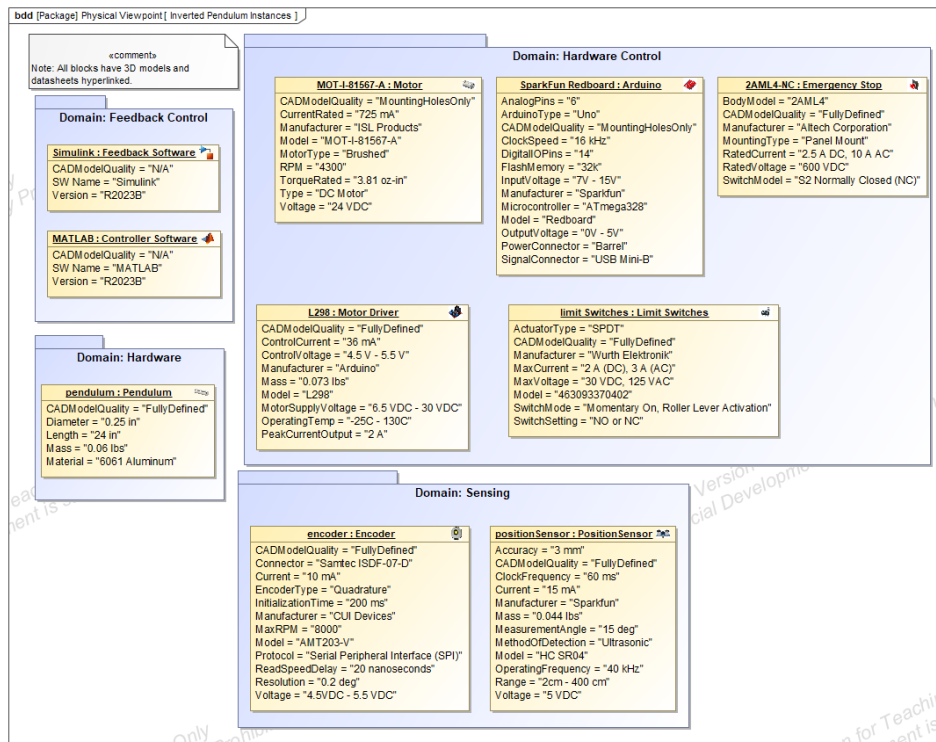 bdd [Package] Physical Viewpoint [ Inverted Pendulum Instances ]
«comment»
Note: All blocks have 3D models and
datasheets hyperlinked.
Domain: Feedback Control
Simulink : Feedback Software
CADModelQuality = "N/A"
SW Name = "Simulink"
Version = "R2023B"
MATLAB : Controller Software
CADModelQuality = "N/A"
SW Name = "MATLAB"
Version = "R2023B"
Domain: Hardware
pendulum : Pendulum
CADModelQuality = "FullyDefined"
Diameter = "0.25 in"
Length = "24 in"
Mass = "0.06 lbs"
Material = "6061 Aluminum"
Domain: Hardware Control
MOT-I-81567-A : Motor
CADModelQuality = "MountingHolesOnly"
CurrentRated = "725 mA"
Manufacturer = "ISL Products"
Model = "MOT-I-81567-A"
MotorType = "Brushed"
RPM = "4300"
TorqueRated = "3.81 oz-in"
Type = "DC Motor"
Voltage = "24 VDC"
SparkFun Redboard : Arduino
AnalogPins = "6"
ArduinoType = "Uno"
CADModelQuality = "MountingHolesOnly"
ClockSpeed = "16 kHz"
DigitalIOPins = "14"
FlashMemory = "32k"
InputVoltage = "7V - 15V"
Manufacturer = "Sparkfun"
Microcontroller = "ATmega328"
Model = "Redboard"
OutputVoltage = "0V - 5V"
PowerConnector = "Barrel"
SignalConnector = "USB Mini-B"
2AML4-NC : Emergency Stop
BodyModel = "2AML4"
CADModelQuality = "FullyDefined"
Manufacturer = "Altech Corporation"
MountingType = "Panel Mount"
RatedCurrent = "2.5 A DC, 10 A AC"
RatedVoltage = "600 VDC"
SwitchModel = "S2 Normally Closed (NC)"
L298 : Motor Driver
CADModelQuality = "FullyDefined"
ControlCurrent = "36 mA"
ControlVoltage = "4.5 V - 5.5 V"
Manufacturer = "Arduino"
Mass = "0.073 lbs"
Model = "L298"
MotorSupplyVoltage = "6.5 VDC - 30 VDC"
OperatingTemp = "-25C - 130C"
PeakCurrentOutput = "2 A"
limit Switches : Limit Switches
ActuatorType = "SPDT"
CADModelQuality = "FullyDefined"
Manufacturer = "Wurth Elektronik"
MaxCurrent = "2 A (DC), 3 A (AC)"
MaxVoltage = "30 VDC, 125 VAC"
Model = "463093370402"
SwitchMode = "Momentary On, Roller Lever Activation"
SwitchSetting = "NO or NC"
Domain: Sensing
encoder : Encoder
CADModelQuality = "FullyDefined"
Connector = "Samtec ISDF-07-D"
Current = "10 mA"
EncoderType = "Quadrature"
InitializationTime = "200 ms"
Manufacturer = "CUI Devices"
MaxRPM = "8000"
Model = "AMT203-V"
Protocol = "Serial Peripheral Interface (SPI)"
ReadSpeedDelay = "20 nanoseconds"
Resolution = "0.2 deg"
Voltage = "4.5VDC - 5.5 VDC"
positionSensor : PositionSensor
Accuracy = "3 mm"
CADModelQuality = "FullyDefined"
ClockFrequency = "60 ms"
Current = "15 mA"
Manufacturer = "Sparkfun"
Mass = "0.044 lbs"
MeasurementAngle = "15 deg"
MethodOfDetection = "Ultrasonic"
Model = "HC SR04"
OperatingFrequency = "40 kHz"
Range = "2cm - 400 cm"
Voltage = "5 VDC"